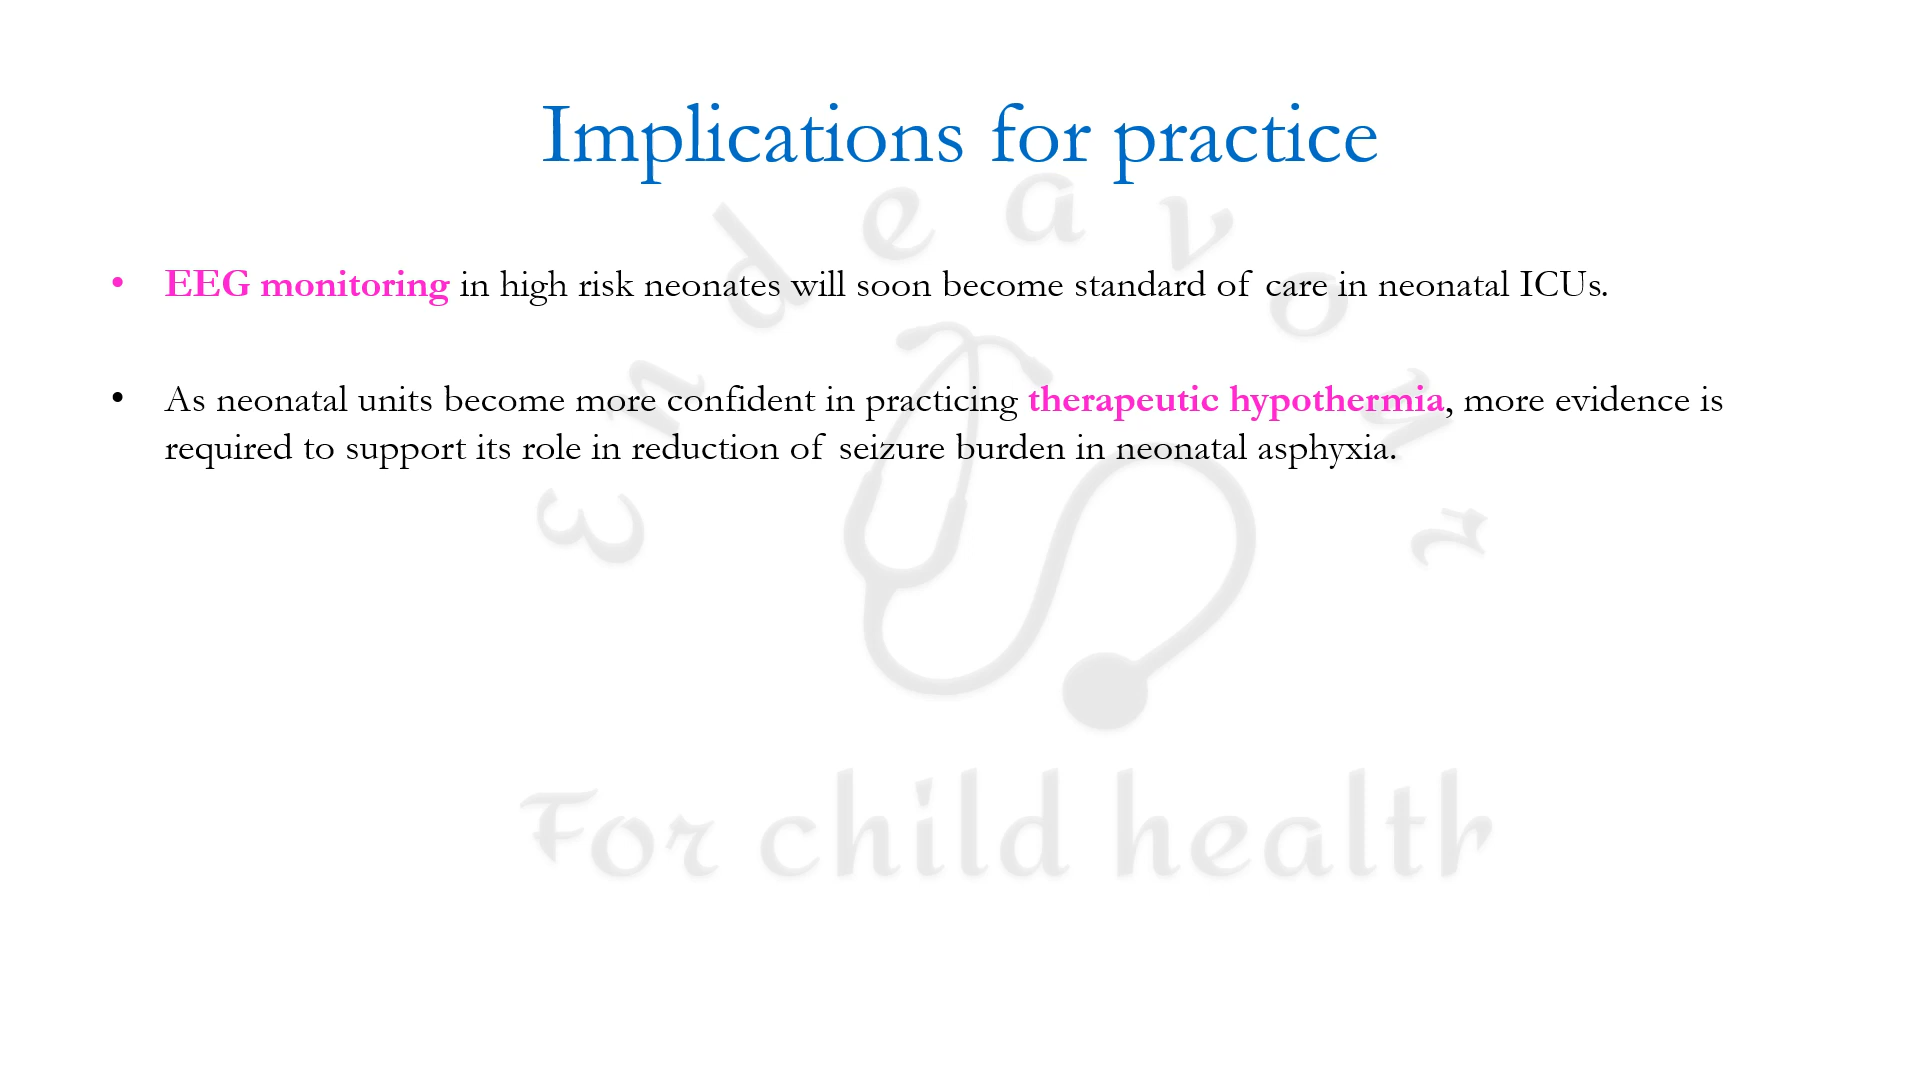 Implications for practice
• EEG monitoring in high risk neonates will soon become standard of care in neonatal ICUs.
• As neonatal units become more confident in practicing therapeutic hypothermia, more evidence is
required to support its role in reduction of seizure burden in neonatal asphyxia.
Endeavour
For child health